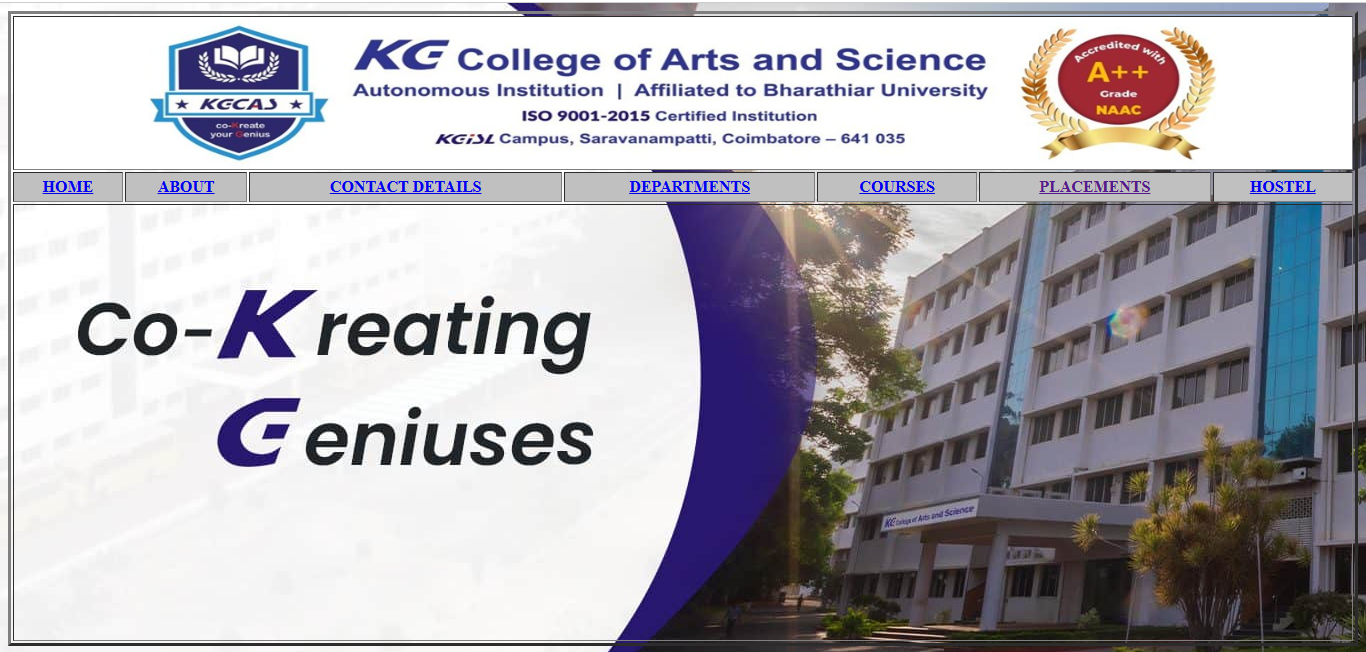 KGCAS
co-Kreate
your Genius
KG College of Arts and Science
Autonomous Institution | Affiliated to Bharathiar University
ISO 9001-2015 Certified Institution
KGiSL Campus, Saravanampatti, Coimbatore – 641 035
Accredited with
A++
Grade
NAAC
HOME ABOUT CONTACT DETAILS DEPARTMENTS COURSES PLACEMENTS HOSTEL
Co-Kreating
Geniuses
KG College of Arts and Science